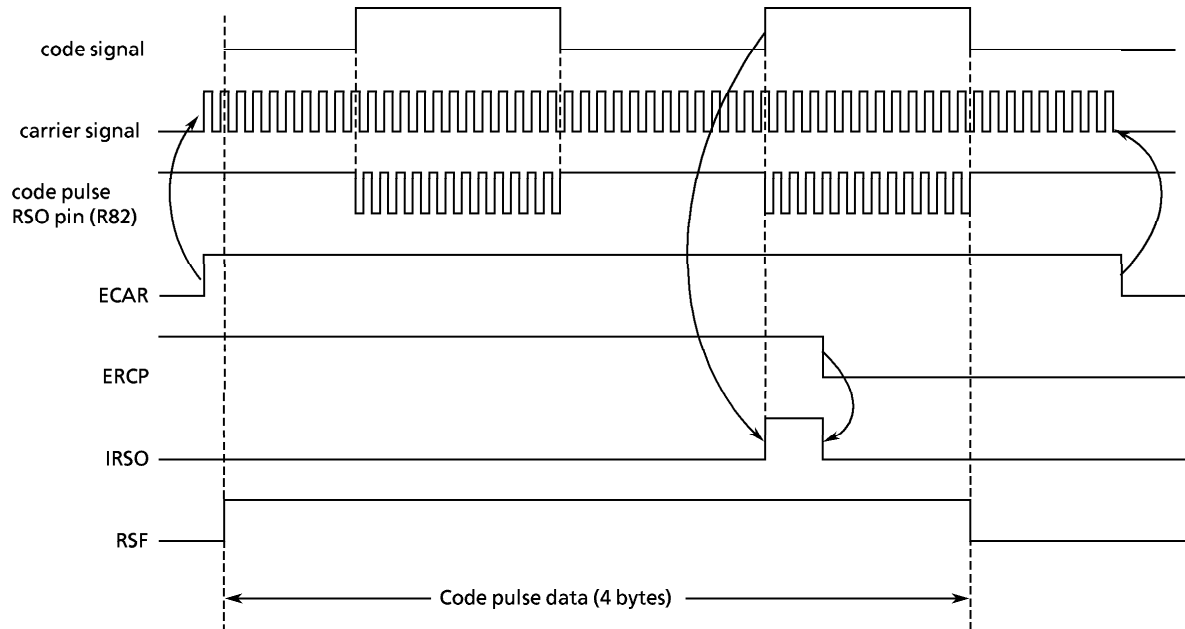 code signal
carrier signal
code pulse
RSO pin (R82)
ECAR
ERCP
IRSO
RSF
Code pulse data (4 bytes)